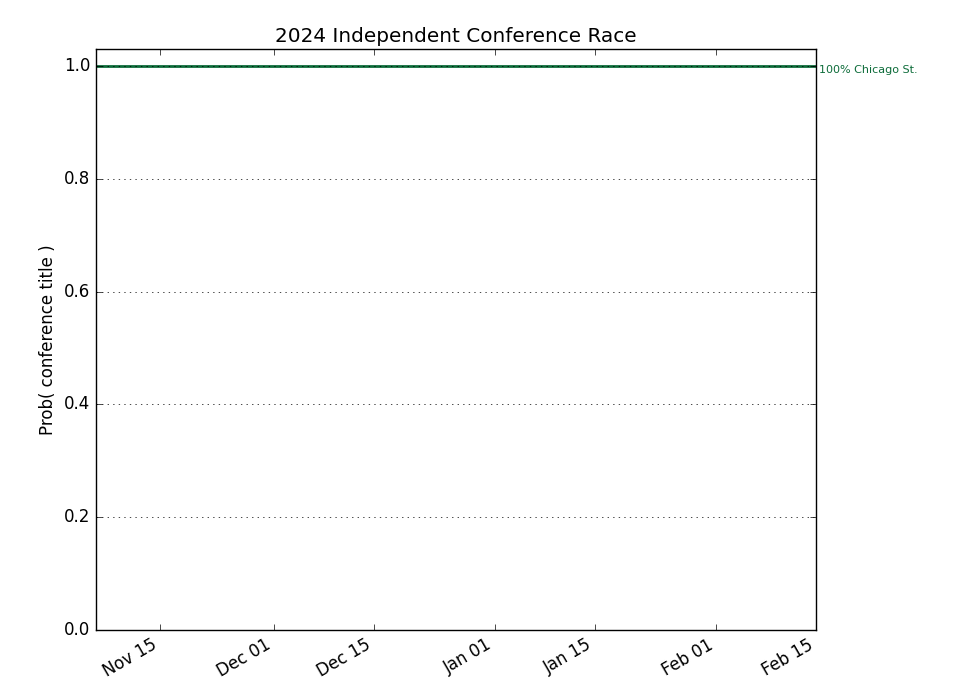 2024 Independent Conference Race
1.0
100% Chicago St.
0.8
0.6
0.4
0.2
0.0
Prob( conference title )
Nov 15
Dec 01
Dec 15
Jan 01
Jan 15
Feb 01
Feb 15